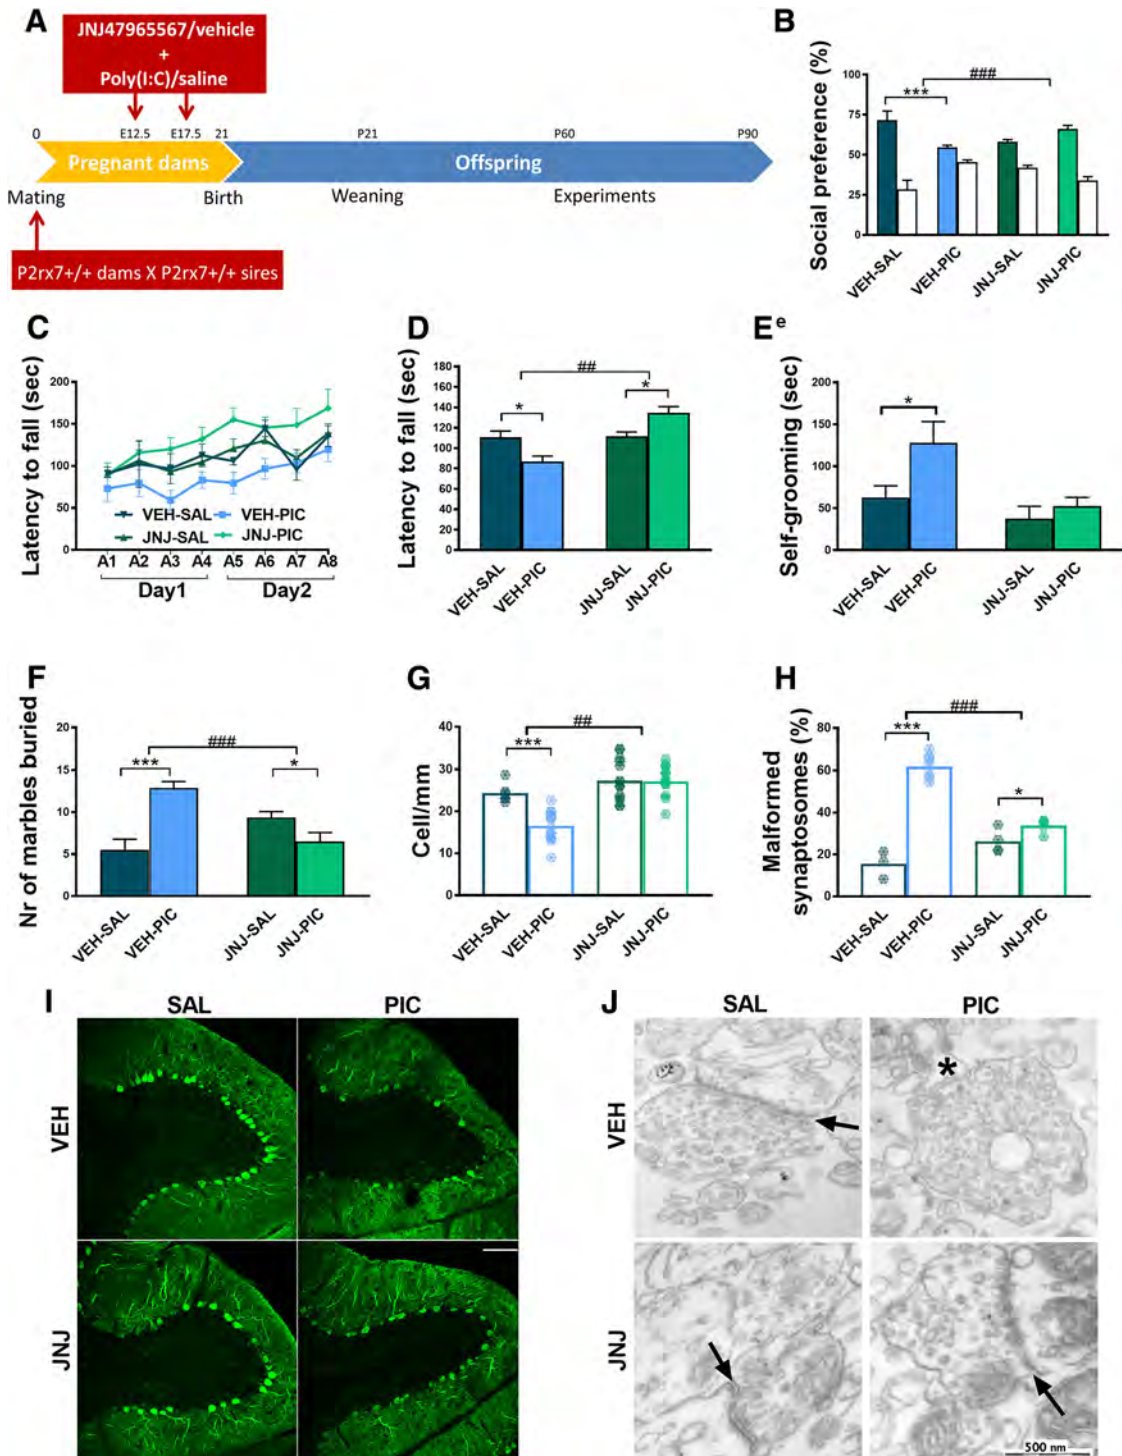 A
JNJ47965567/vehicle
+
Poly(I:C)/saline
0 E12.5 E17.5 21 P21 P60 P90
Pregnant dams Offspring
Mating Birth Weaning Experiments
P2rx7+/+ dams X P2rx7+/+ sires
B
Social preference (%)
100
75
50
25
0
***
###
VEH-SAL VEH-PIC JNJ-SAL JNJ-PIC
C
Latency to fall (sec)
200
150
100
50
0
VEH-SAL VEH-PIC
JNJ-SAL JNJ-PIC
A1 A2 A3 A4 A5 A6 A7 A8
Day1 Day2
D
Latency to fall (sec)
180
160
140
120
100
80
60
40
20
0
##
* *
VEH-SAL VEH-PIC JNJ-SAL JNJ-PIC
E e
Self-grooming (sec)
200
150
100
50
0
*
VEH-SAL VEH-PIC JNJ-SAL JNJ-PIC
F
Nr of marbles buried
20
15
10
5
0
###
*** *
VEH-SAL VEH-PIC JNJ-SAL JNJ-PIC
G
Cell/mm
40
30
20
10
0
##
***
VEH-SAL VEH-PIC JNJ-SAL JNJ-PIC
H
Malformed
synaptosomes (%)
80
60
40
20
0
###
***
*
VEH-SAL VEH-PIC JNJ-SAL JNJ-PIC
I
SAL PIC
VEH
JNJ
J
SAL PIC
VEH
*
JNJ
500 nm